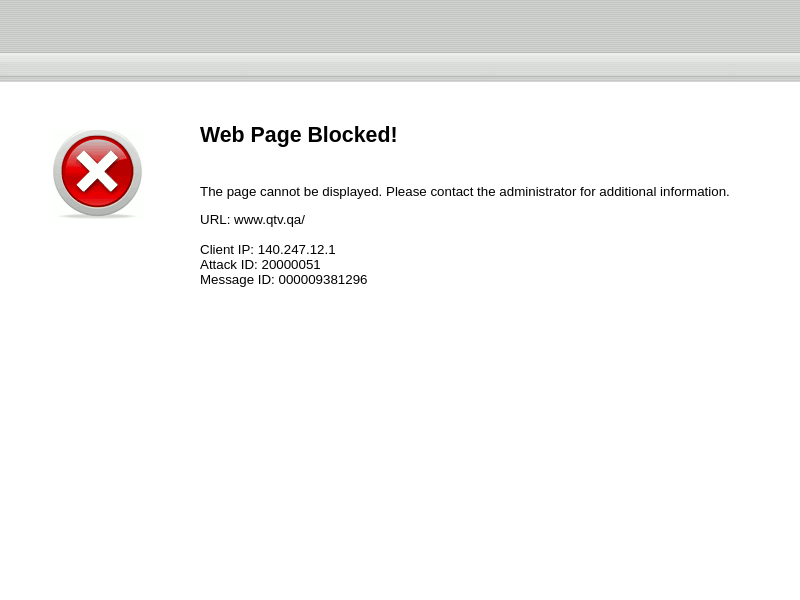 Web Page Blocked!
The page cannot be displayed. Please contact the administrator for additional information.
URL: www.qtv.qa/
Client IP: 140.247.12.1
Attack ID: 20000051
Message ID: 000009381296